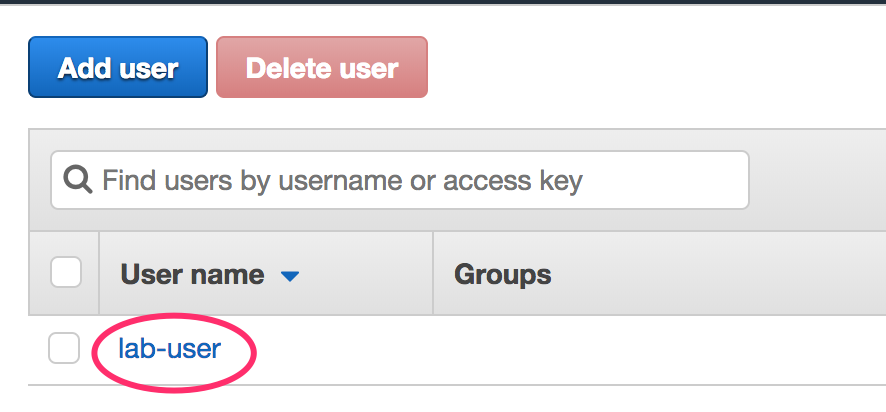 Add user Delete user
Find users by username or access key
User name Groups
lab-user